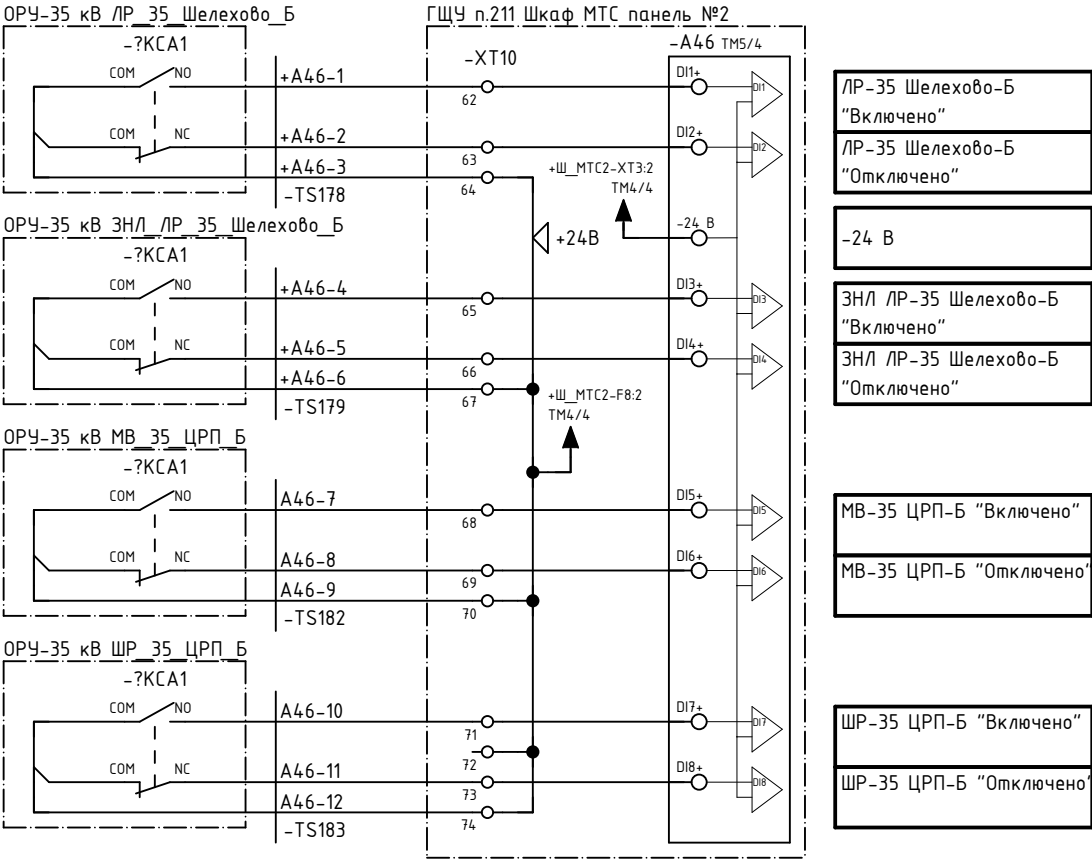 ОРУ-35 кВ ЛР_35_Шелехово_Б
-?KCA1
COM
NO
+A46-1
COM
NC
+A46-2
+A46-3
-TS178
ОРУ-35 кВ ЗНЛ_ЛР_35_Шелехово_Б
-?KCA1
COM
NO
+A46-4
COM
NC
+A46-5
+A46-6
-TS179
ОРУ-35 кВ МВ_35_ЦРП_Б
-?KCA1
COM
NO
A46-7
COM
NC
A46-8
A46-9
-TS182
ОРУ-35 кВ ШР_35_ЦРП_Б
-?KCA1
COM
NO
A46-10
COM
NC
A46-11
A46-12
-TS183
ГЩУ п.211 Шкаф МТС панель №2
-XT10
62
63
64
65
66
67
68
69
70
71
72
73
74
+24В
+Ш_МТС2-XT3:2
TM4/4
+Ш_МТС2-F8:2
TM4/4
-A46 TM5/4
DI1+
DI1
DI2+
DI2
-24 В
DI3+
DI3
DI4+
DI4
DI5+
DI5
DI6+
DI6
DI7+
DI7
DI8+
DI8
ЛР-35 Шелехово-Б
"Включено"
ЛР-35 Шелехово-Б
"Отключено"
-24 В
ЗНЛ ЛР-35 Шелехово-Б
"Включено"
ЗНЛ ЛР-35 Шелехово-Б
"Отключено"
МВ-35 ЦРП-Б "Включено"
МВ-35 ЦРП-Б "Отключено"
ШР-35 ЦРП-Б "Включено"
ШР-35 ЦРП-Б "Отключено"